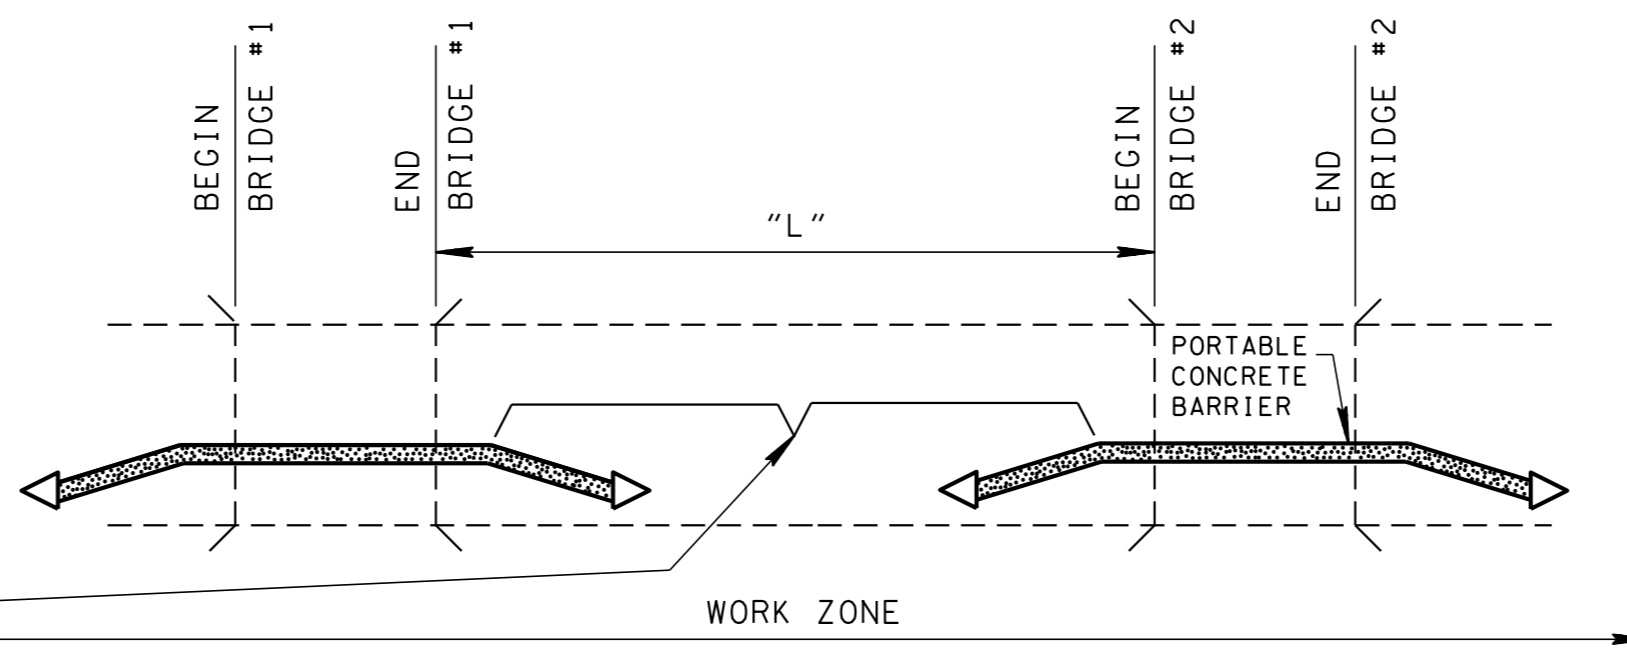 BEGIN
BRIDGE #1
END
BRIDGE #1
BEGIN
BRIDGE #2
END
BRIDGE #2
"L"
PORTABLE
CONCRETE
BARRIER
WORK ZONE